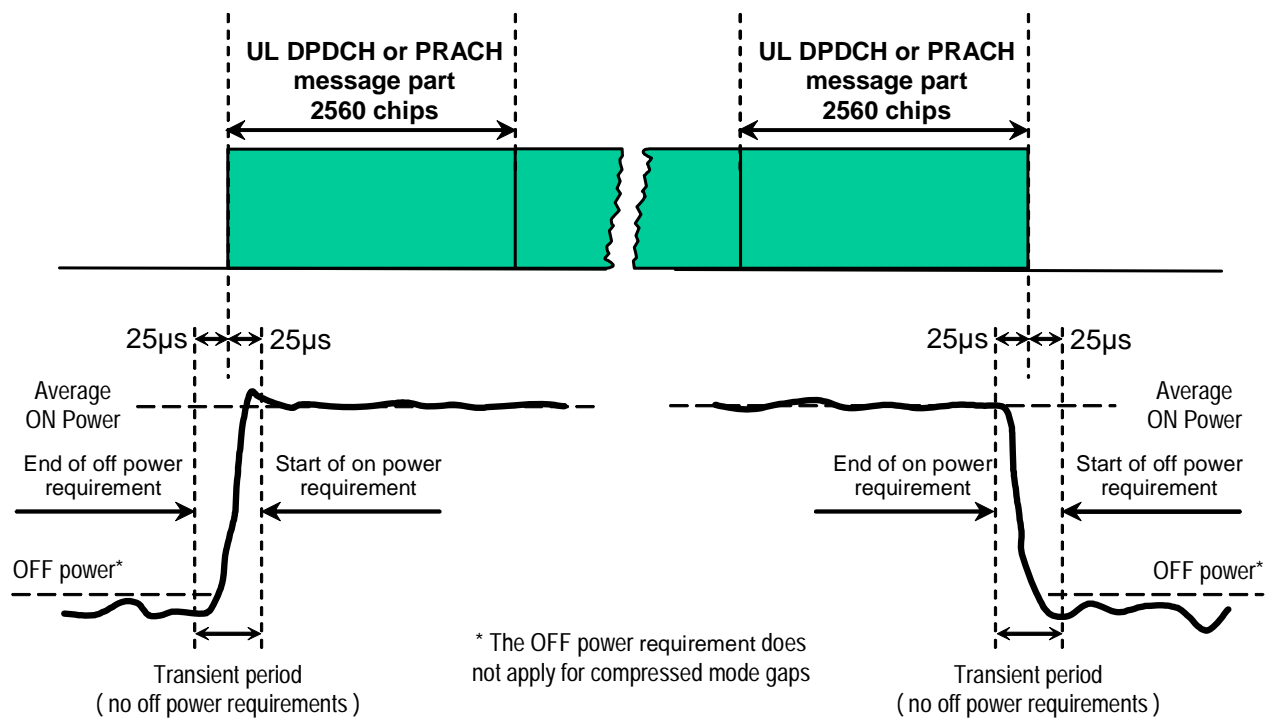 UL DPDCH or PRACH
message part
2560 chips
UL DPDCH or PRACH
message part
2560 chips
25µs
25µs
25µs
25µs
Average
ON Power
Average
ON Power
End of off power
requirement
Start of on power
requirement
End of on power
requirement
Start of off power
requirement
OFF power*
OFF power*
* The OFF power requirement does
not apply for compressed mode gaps
Transient period
( no off power requirements )
Transient period
( no off power requirements )